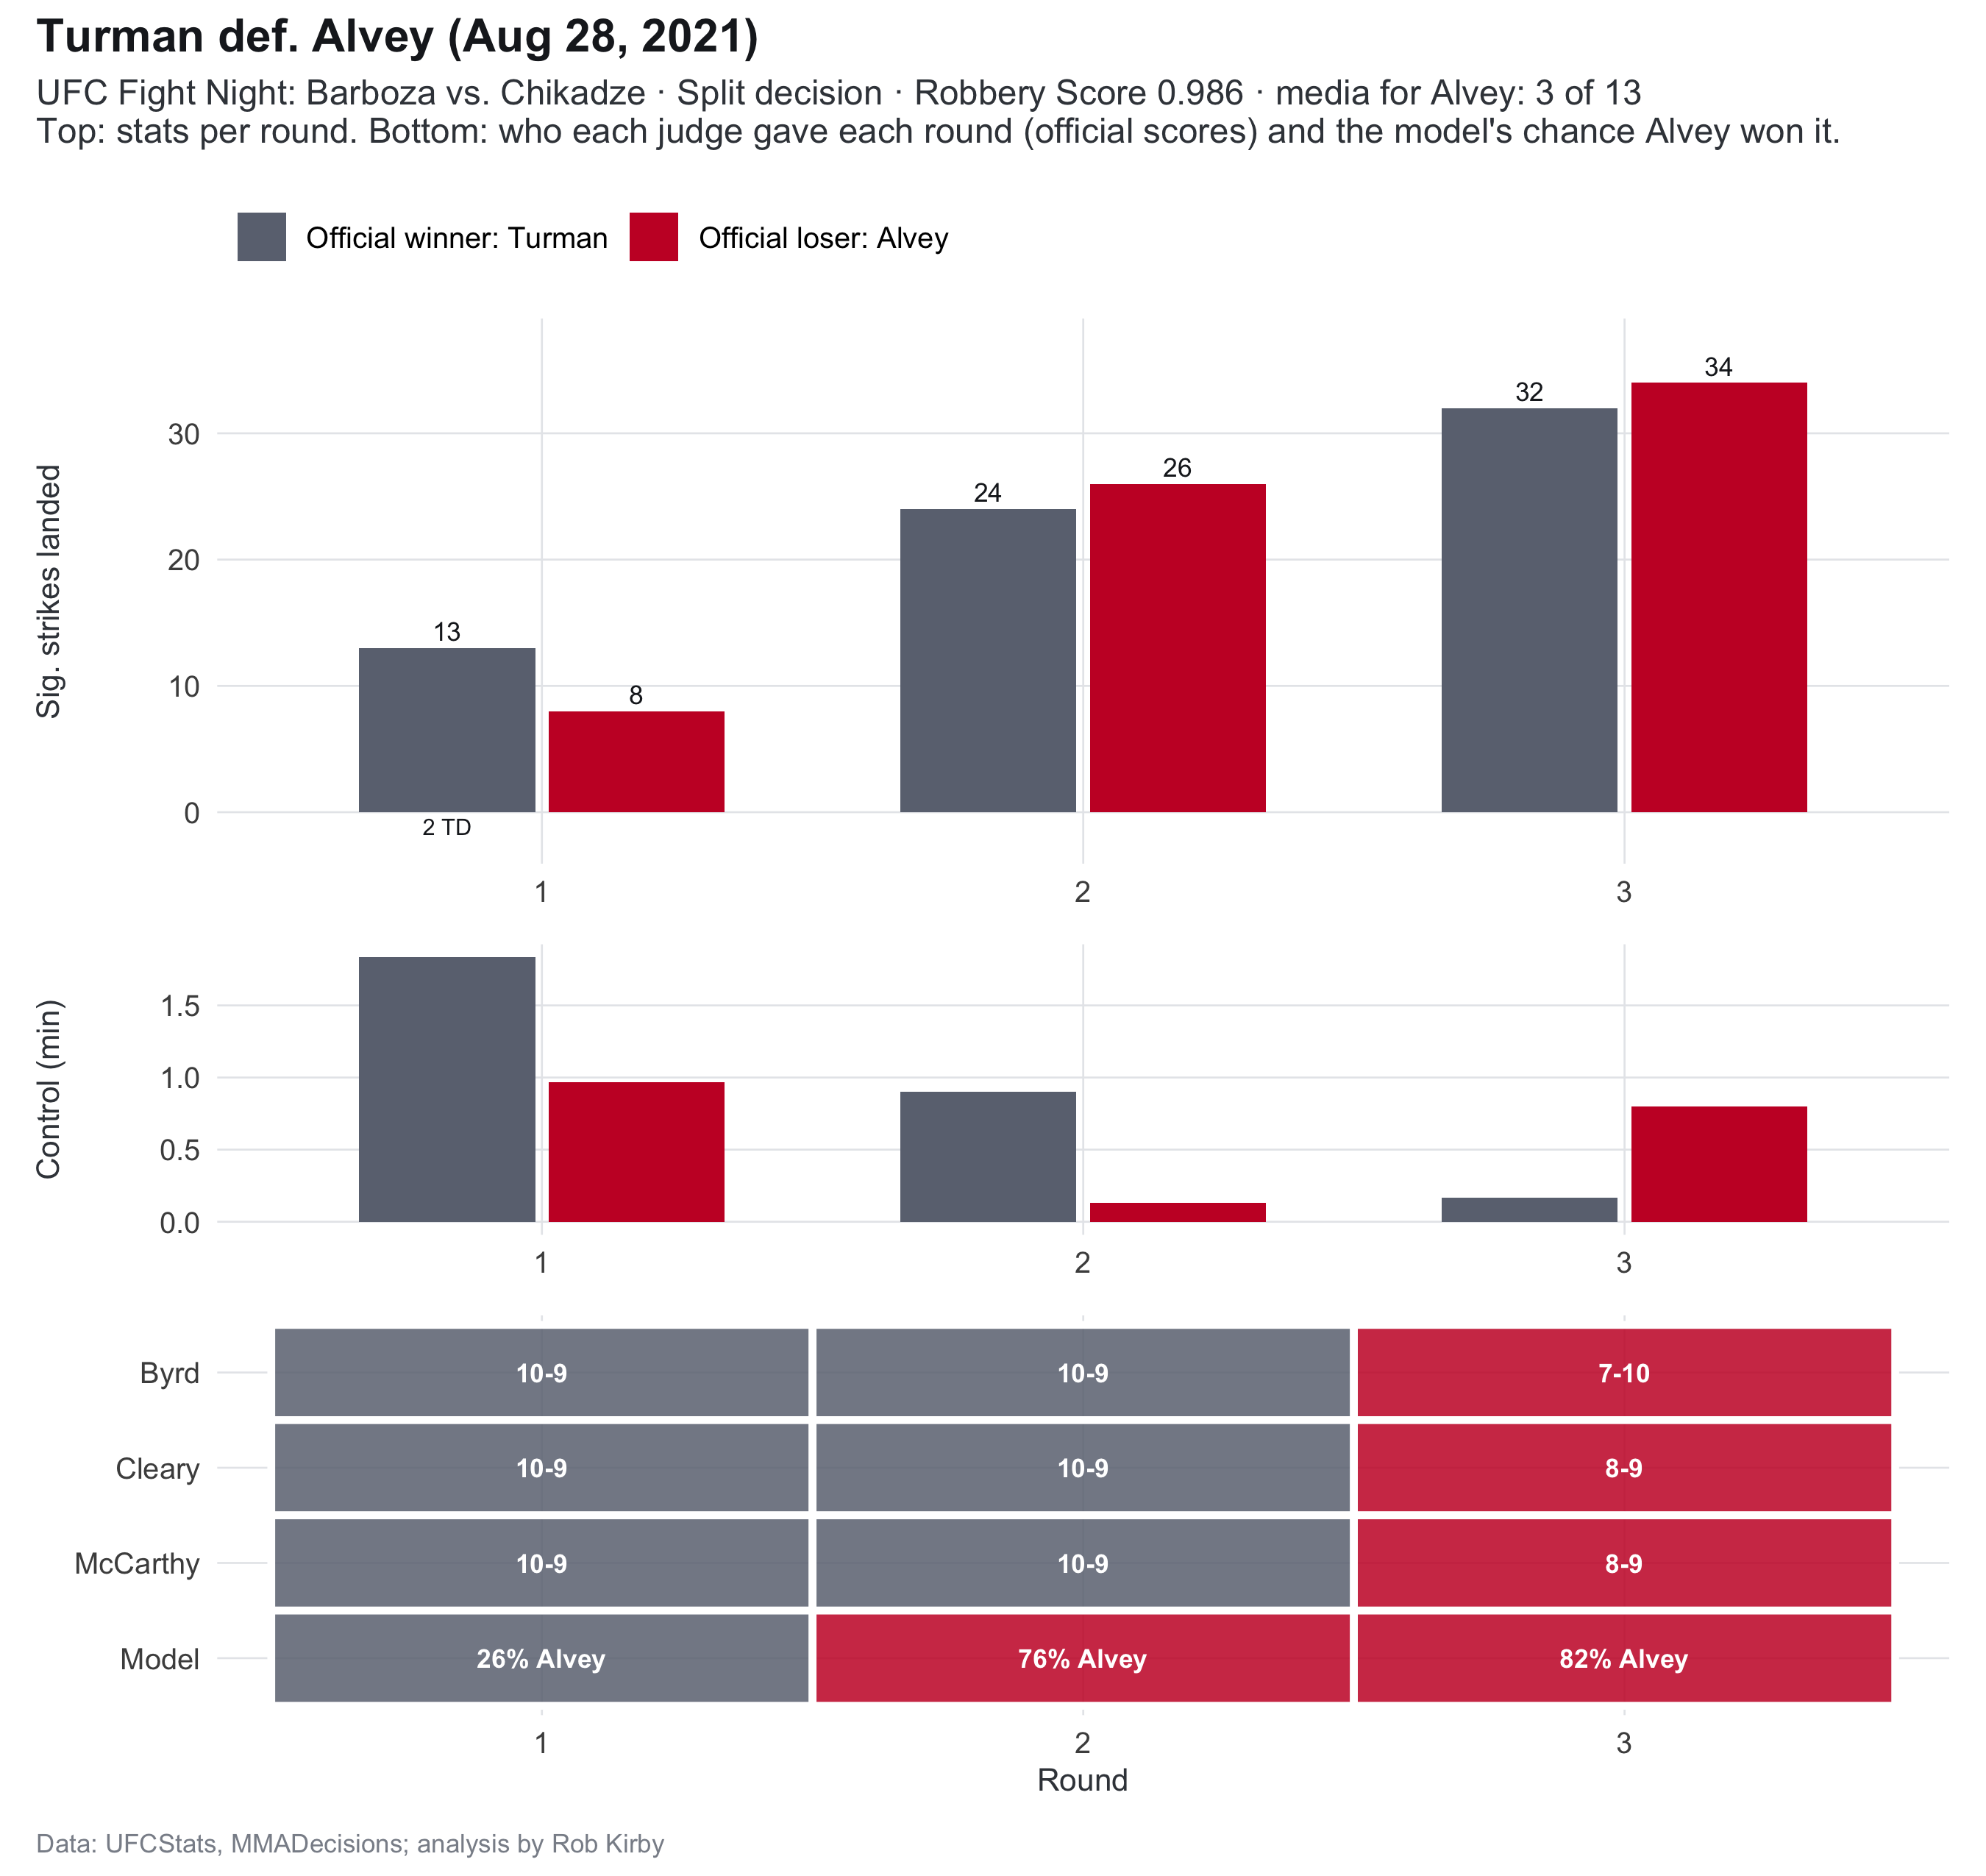 Turman def. Alvey (Aug 28, 2021)
UFC Fight Night: Barboza vs. Chikadze · Split decision · Robbery Score 0.986 · media for Alvey: 3 of 13
Top: stats per round. Bottom: who each judge gave each round (official scores) and the model's chance Alvey won it.
Official winner: Turman
Official loser: Alvey
Sig. strikes landed
30
20
10
0
13
8
24
26
32
34
2 TD
1
2
3
Control (min)
1.5
1.0
0.5
0.0
1
2
3
Byrd
10-9
10-9
7-10
Cleary
10-9
10-9
8-9
McCarthy
10-9
10-9
8-9
Model
26% Alvey
76% Alvey
82% Alvey
1
2
3
Round
Data: UFCStats, MMADecisions; analysis by Rob Kirby